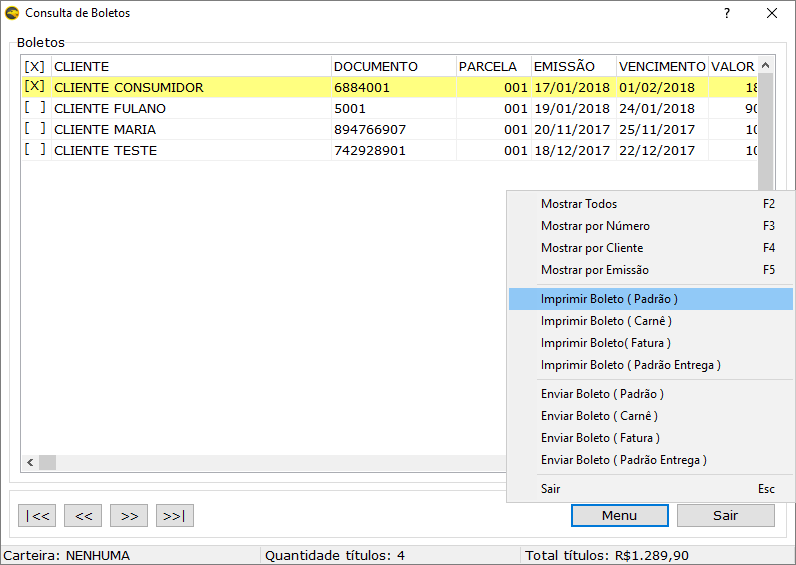 Consulta de Boletos
?
Boletos
[X] CLIENTE DOCUMENTO PARCELA EMISSÃO VENCIMENTO VALOR
[X] CLIENTE CONSUMIDOR 6884001 001 17/01/2018 01/02/2018
[ ] CLIENTE FULANO 5001 001 19/01/2018 24/01/2018
[ ] CLIENTE MARIA 894766907 001 20/11/2017 25/11/2017
[ ] CLIENTE TESTE 742928901 001 18/12/2017 22/12/2017
Mostrar Todos F2
Mostrar por Número F3
Mostrar por Cliente F4
Mostrar por Emissão F5
Imprimir Boleto ( Padrão )
Imprimir Boleto ( Carnê )
Imprimir Boleto( Fatura )
Imprimir Boleto ( Padrão Entrega )
Enviar Boleto ( Padrão )
Enviar Boleto ( Carnê )
Enviar Boleto ( Fatura )
Enviar Boleto ( Padrão Entrega )
Sair Esc
|<< << >> >>| Menu Sair
Carteira: NENHUMA Quantidade títulos: 4 Total títulos: R$1.289,90